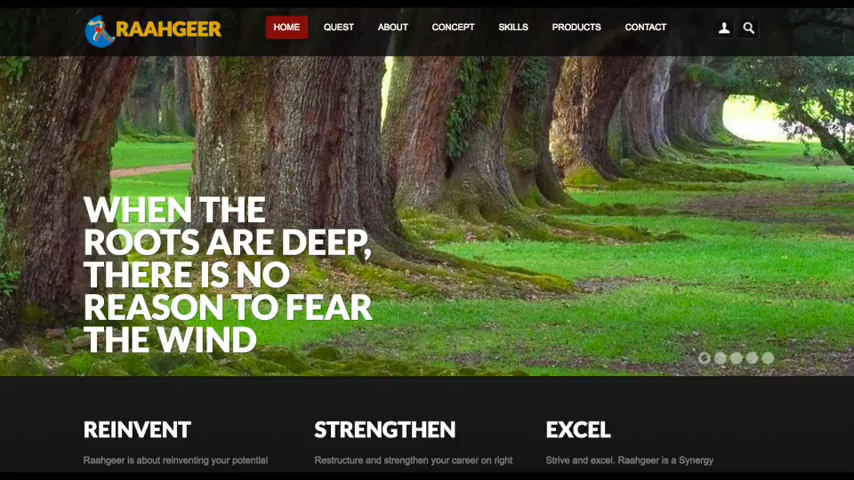 RAAHGEER
HOME QUEST ABOUT CONCEPT SKILLS PRODUCTS CONTACT
WHEN THE
ROOTS ARE DEEP,
THERE IS NO
REASON TO FEAR
THE WIND
REINVENT STRENGTHEN EXCEL
Raahgeer is about reinventing your potential Restructure and strengthen your career on right Strive and excel. Raahgeer is a Synergy